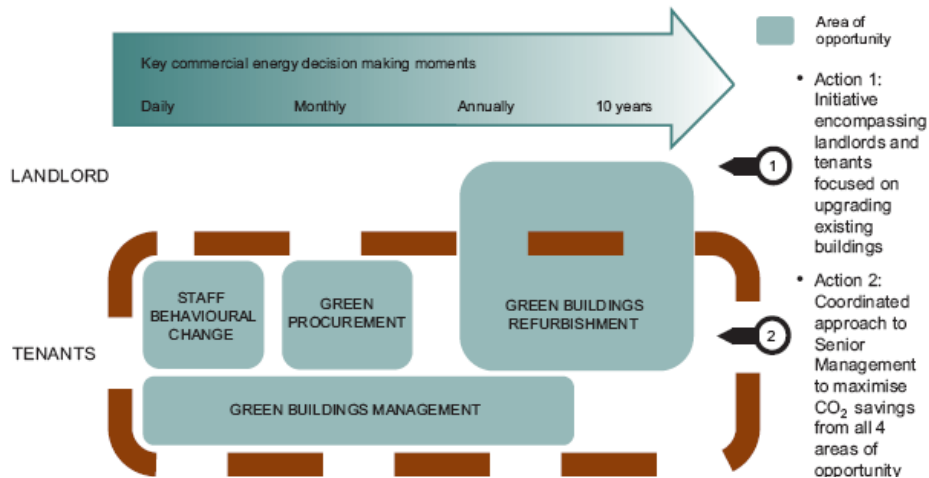 Key commercial energy decision making moments
Daily Monthly Annually 10 years
Area of
opportunity
• Action 1:
Initiative
encompassing
landlords and
tenants
focused on
upgrading
existing
buildings
• Action 2:
Coordinated
approach to
Senior
Management
to maximise
CO₂ savings
from all 4
areas of
opportunity
1
2
LANDLORD
TENANTS
STAFF
BEHAVIOURAL
CHANGE
GREEN
PROCUREMENT
GREEN BUILDINGS
REFURBISHMENT
GREEN BUILDINGS MANAGEMENT